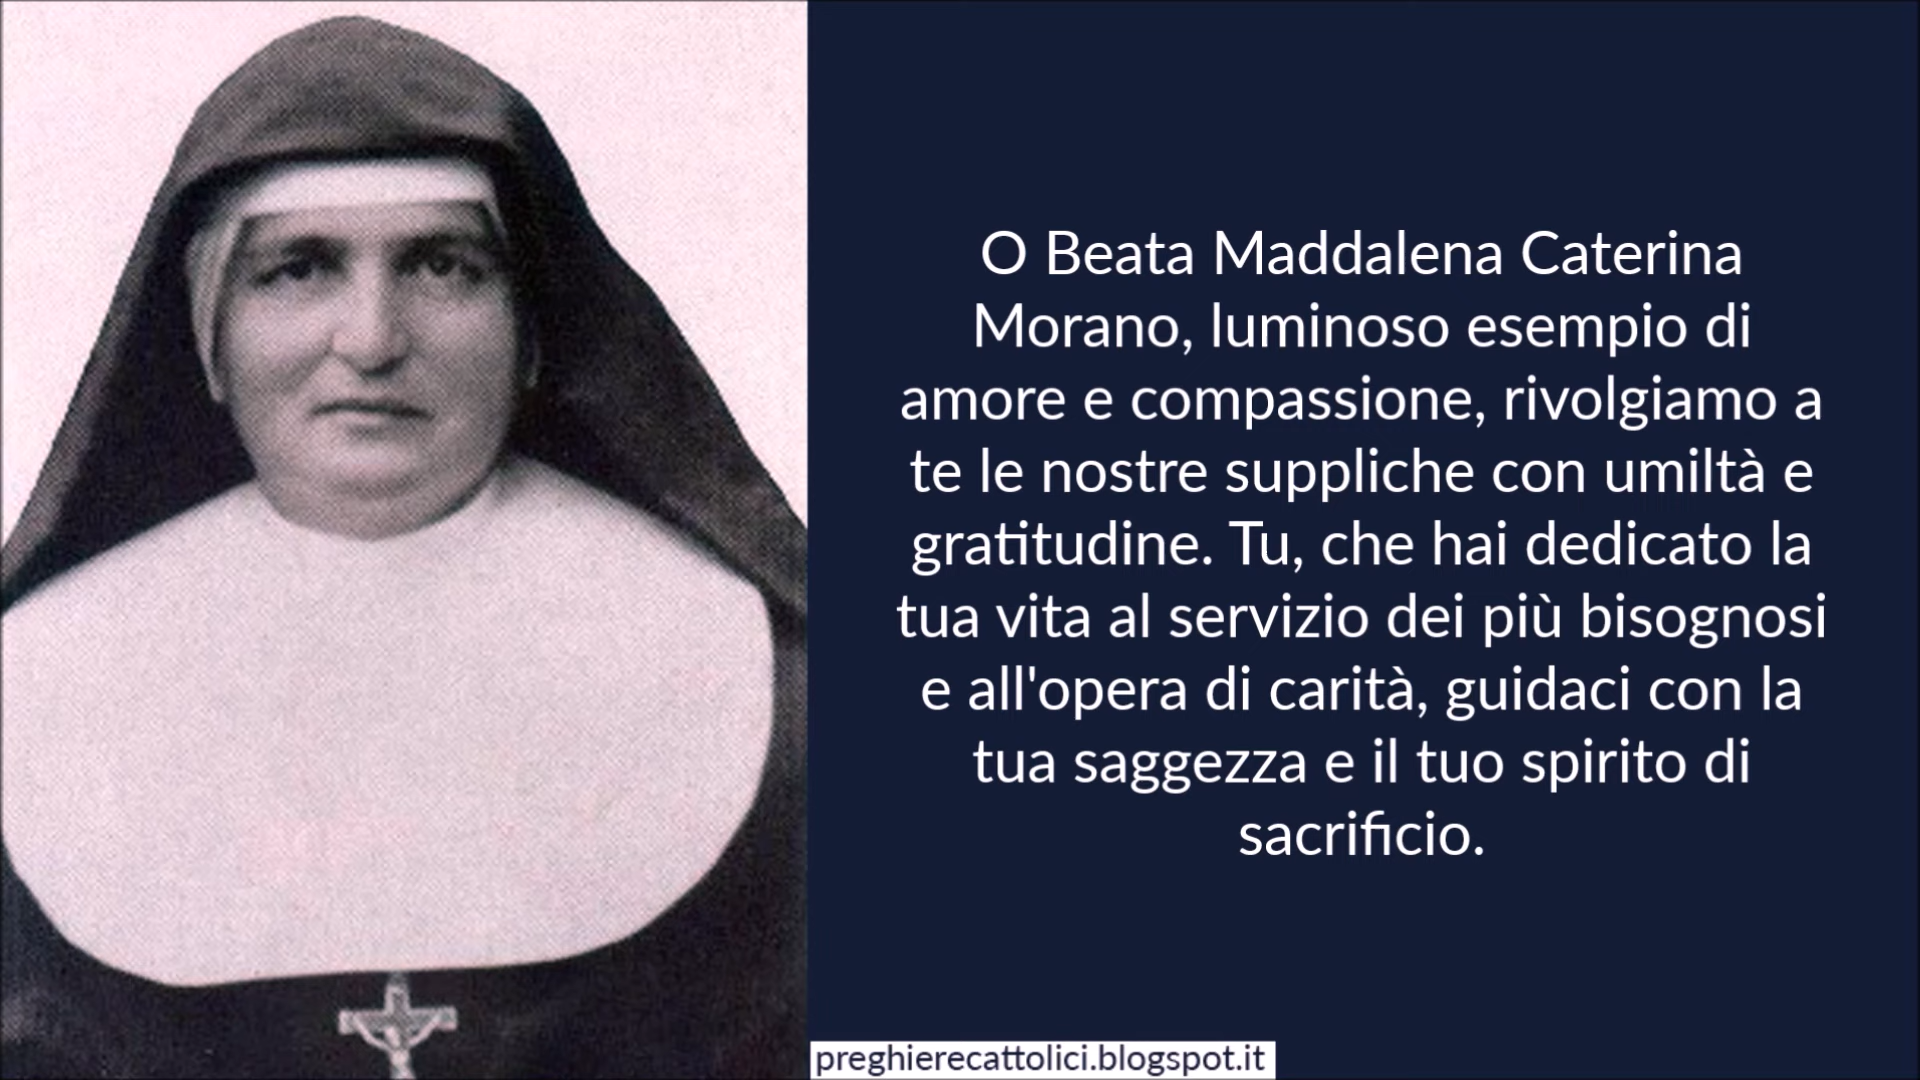 O Beata Maddalena Caterina
Morano, luminoso esempio di
amore e compassione, rivolgiamo a
te le nostre suppliche con umiltà e
gratitudine. Tu, che hai dedicato la
tua vita al servizio dei più bisognosi
e all'opera di carità, guidaci con la
tua saggezza e il tuo spirito di
sacrificio.
preghierecattolici.blogspot.it